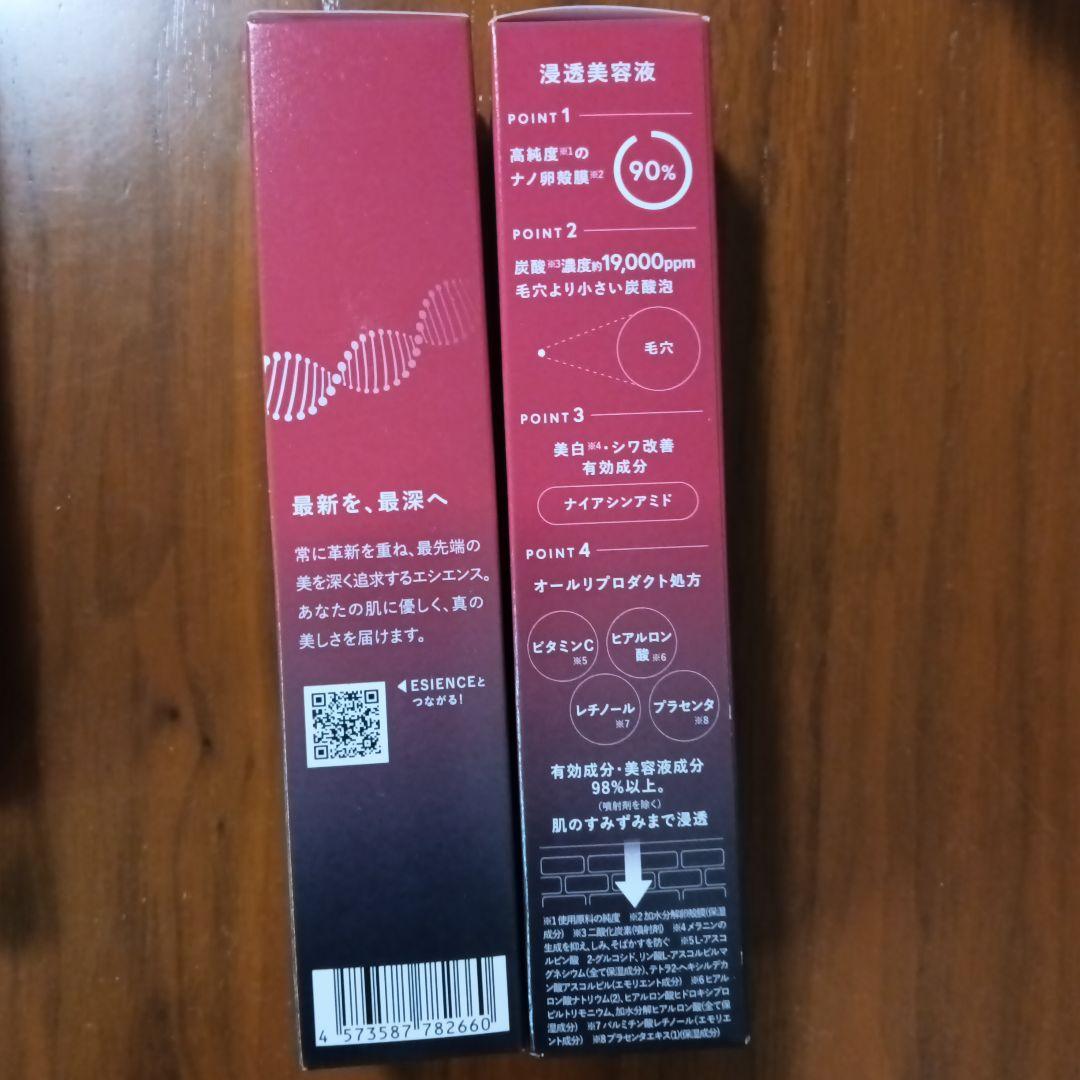 最新を、最深へ
常に革新を重ね、最先端の
美を深く追求するエシエンス。
あなたの肌に優しく、真の
美しさを届けます。
◀ESIENCEと
つながる!
4 573587 782660
浸透美容液
POINT 1
高純度※1の
ナノ卵殻膜※2
90%
POINT 2
炭酸※3濃度約19,000ppm
毛穴より小さい炭酸泡
毛穴
POINT 3
美白※4・シワ改善
有効成分
ナイアシンアミド
POINT 4
オールリプロダクト処方
ビタミンC
※5
ヒアルロン
酸※6
レチノール
※7
プラセンタ
※8
有効成分・美容液成分
98%以上。
(噴射剤を除く)
肌のすみずみまで浸透
※1 使用原料の純度 ※2 加水分解卵殻膜(保湿
成分) ※3 二酸化炭素(噴射剤) ※4 メラニンの
生成を抑え、しみ、そばかすを防ぐ ※5 L-アスコ
ルビン酸 2-グルコシド、リン酸L-アスコルビルマ
グネシウム(全て保湿成分)、テトラ2-ヘキシルデカ
ン酸アスコルビル(エモリエント成分) ※6 ヒアル
ロン酸ナトリウム(2)、ヒアルロン酸ヒドロキシプロ
ピルトリモニウム、加水分解ヒアルロン酸(全て保
湿成分) ※7 パルミチン酸レチノール(エモリエ
ント成分) ※8 プラセンタエキス(1)(保湿成分)